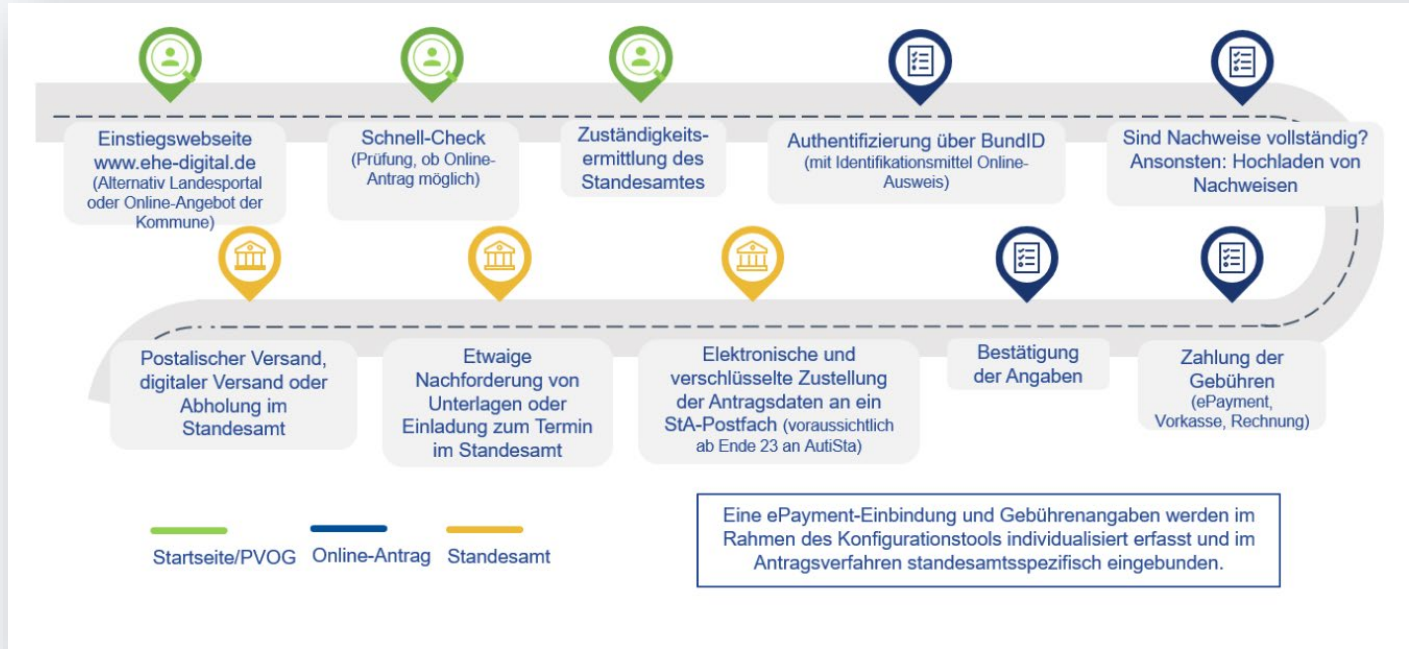 Einstiegswebseite
www.ehe-digital.de
(Alternativ Landesportal
oder Online-Angebot der
Kommune)
Schnell-Check
(Prüfung, ob Online-
Antrag möglich)
Zuständigkeits-
ermittlung des
Standesamtes
Authentifizierung über BundID
(mit Identifikationsmittel Online-
Ausweis)
Sind Nachweise vollständig?
Ansonsten: Hochladen von
Nachweisen
Zahlung der
Gebühren
(ePayment,
Vorkasse, Rechnung)
Bestätigung
der Angaben
Elektronische und
verschlüsselte Zustellung
der Antragsdaten an ein
StA-Postfach (voraussichtlich
ab Ende 23 an AutiSta)
Etwaige
Nachforderung von
Unterlagen oder
Einladung zum Termin
im Standesamt
Postalischer Versand,
digitaler Versand oder
Abholung im
Standesamt
Startseite/PVOG
Online-Antrag
Standesamt
Eine ePayment-Einbindung und Gebührenangaben werden im
Rahmen des Konfigurationstools individualisiert erfasst und im
Antragsverfahren standesamtsspezifisch eingebunden.